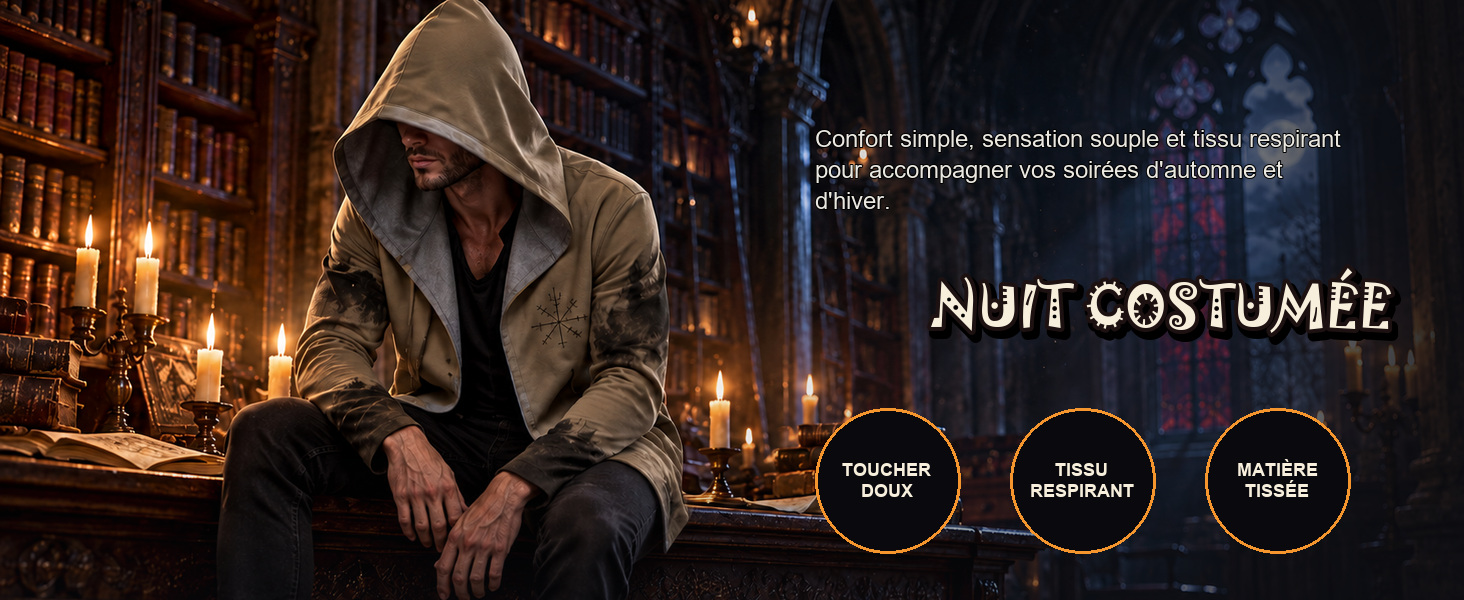 Confort simple, sensation souple et tissu respirant
pour accompagner vos soirées d'automne et
d'hiver.
NUIT COSTUMÉE
TOUCHER
DOUX
TISSU
RESPIRANT
MATIÈRE
TISSÉE